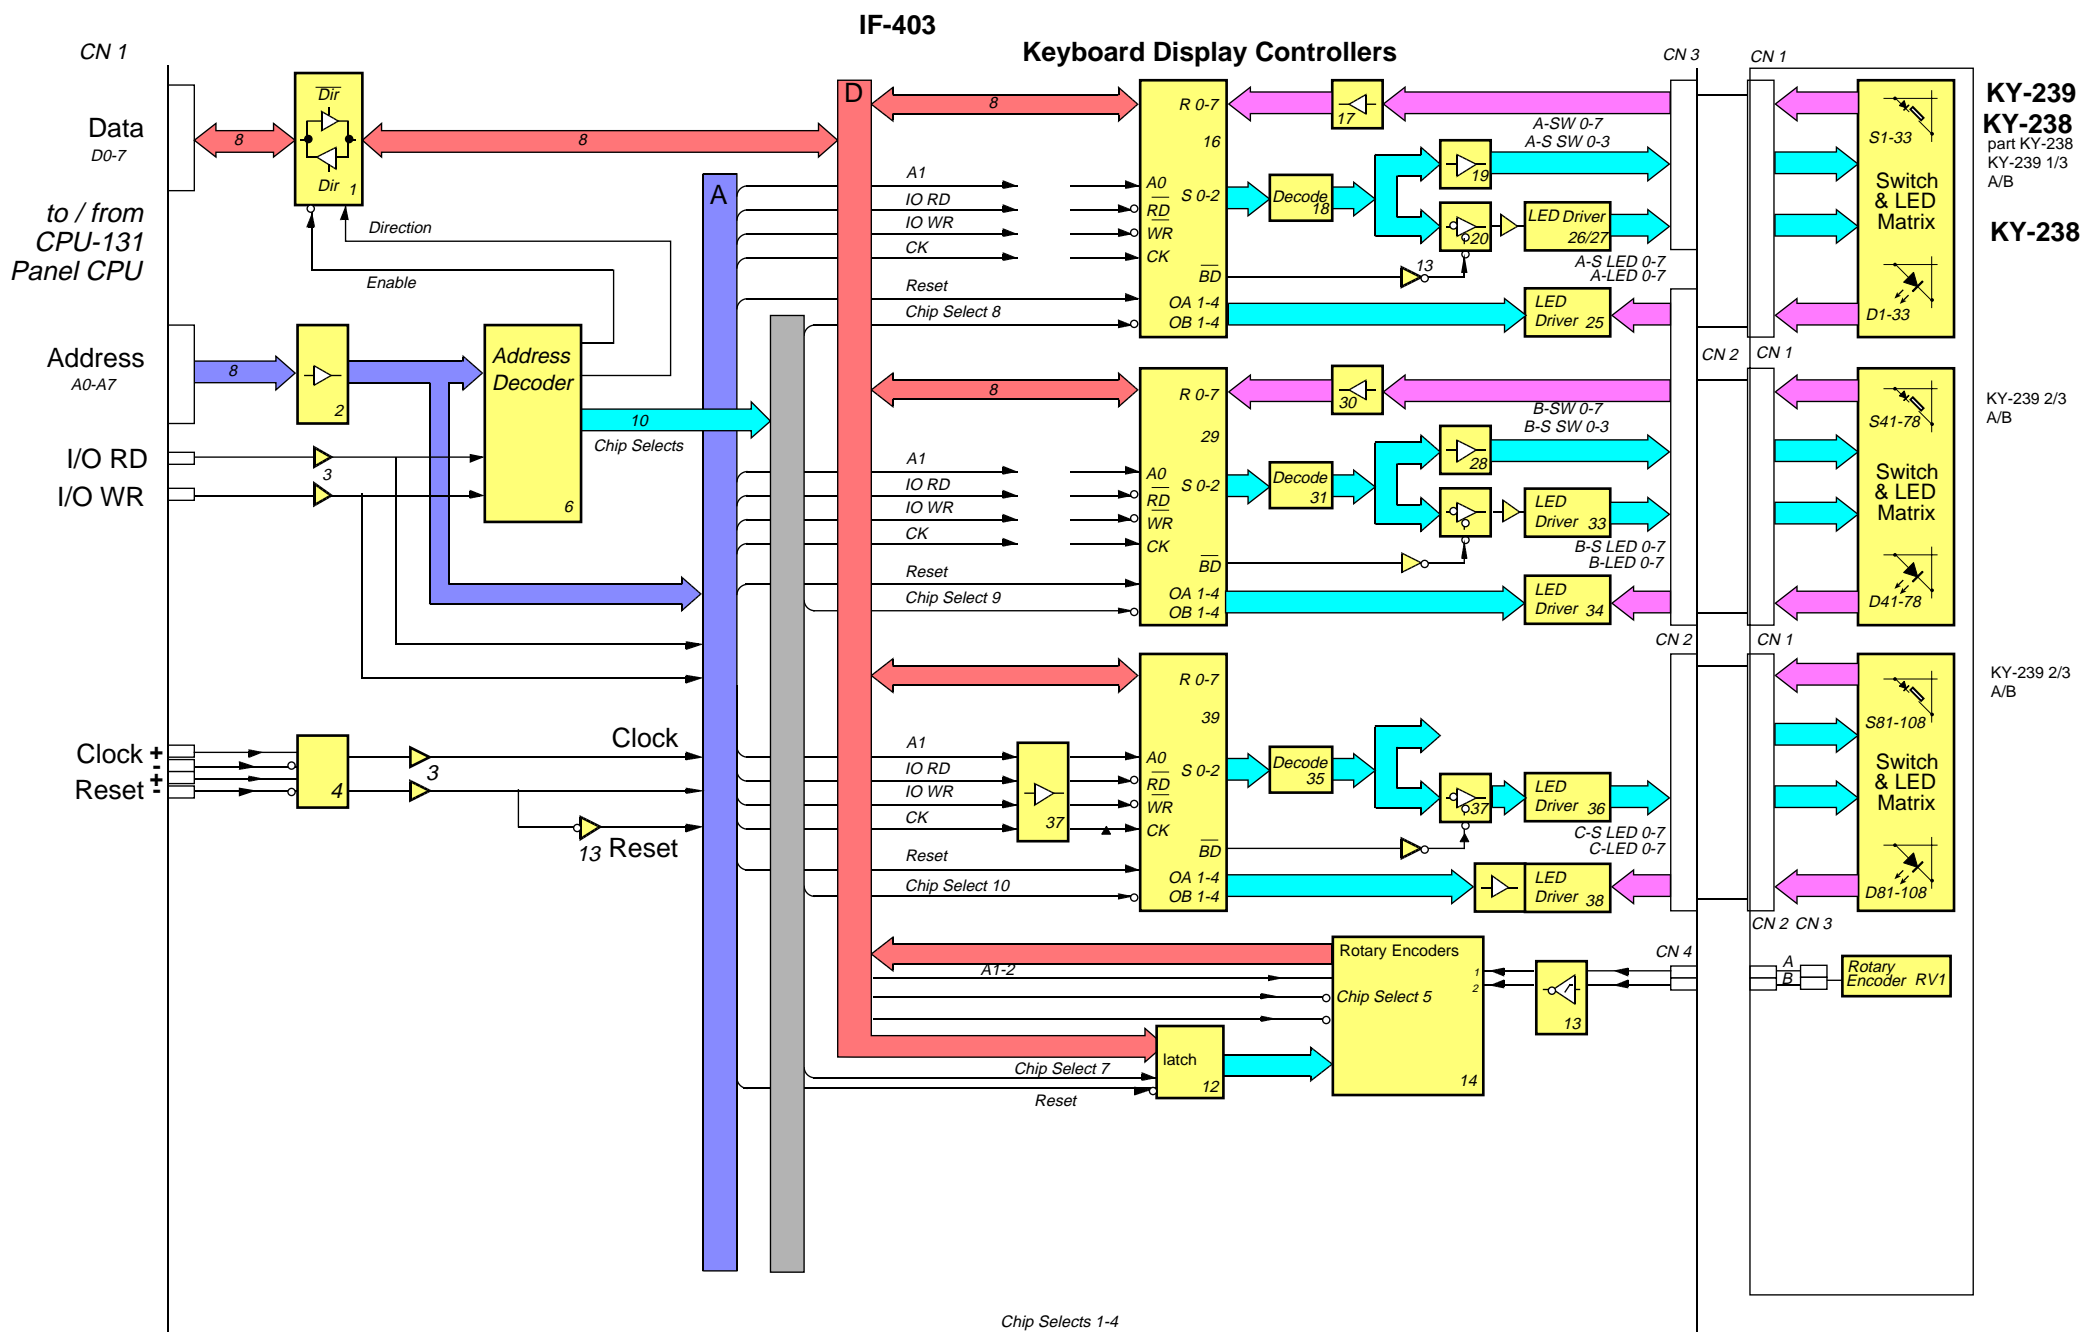 IF-403
Keyboard Display Controllers
CN 1
Data
D0-7
to / from
CPU-131
Panel CPU
Address
A0-A7
I/O RD
I/O WR
Clock +
-
Reset +
-
8
Dir
Dir
1
8
Direction
Enable
8
2
Address
Decoder
6
10
Chip Selects
3
4
3
Clock
13 Reset
A
D
8
A1
IO RD
IO WR
CK
Reset
Chip Select 8
R 0-7
16
A0
RD
WR
CK
S 0-2
BD
OA 1-4
OB 1-4
17
A-SW 0-7
A-S SW 0-3
Decode
18
19
20
LED Driver
26/27
13
A-S LED 0-7
A-LED 0-7
LED
Driver 25
CN 3
CN 1
S1-33
Switch
& LED
Matrix
D1-33
KY-239
KY-238
part KY-238
KY-239 1/3
A/B
KY-238
8
A1
IO RD
IO WR
CK
Reset
Chip Select 9
R 0-7
29
A0
RD
WR
CK
S 0-2
BD
OA 1-4
OB 1-4
30
B-SW 0-7
B-S SW 0-3
Decode
31
28
LED
Driver 33
B-S LED 0-7
B-LED 0-7
LED
Driver 34
CN 2
CN 1
S41-78
Switch
& LED
Matrix
D41-78
KY-239 2/3
A/B
A1
IO RD
IO WR
CK
Reset
Chip Select 10
37
R 0-7
39
A0
RD
WR
CK
S 0-2
BD
OA 1-4
OB 1-4
Decode
35
37
LED
Driver 36
C-S LED 0-7
C-LED 0-7
LED
Driver 38
CN 2
CN 1
S81-108
Switch
& LED
Matrix
D81-108
KY-239 2/3
A/B
A1-2
Rotary Encoders
1
2
Chip Select 5
14
latch
12
Chip Select 7
Reset
13
CN 4
CN 2 CN 3
A
B
Rotary
Encoder RV1
Chip Selects 1-4